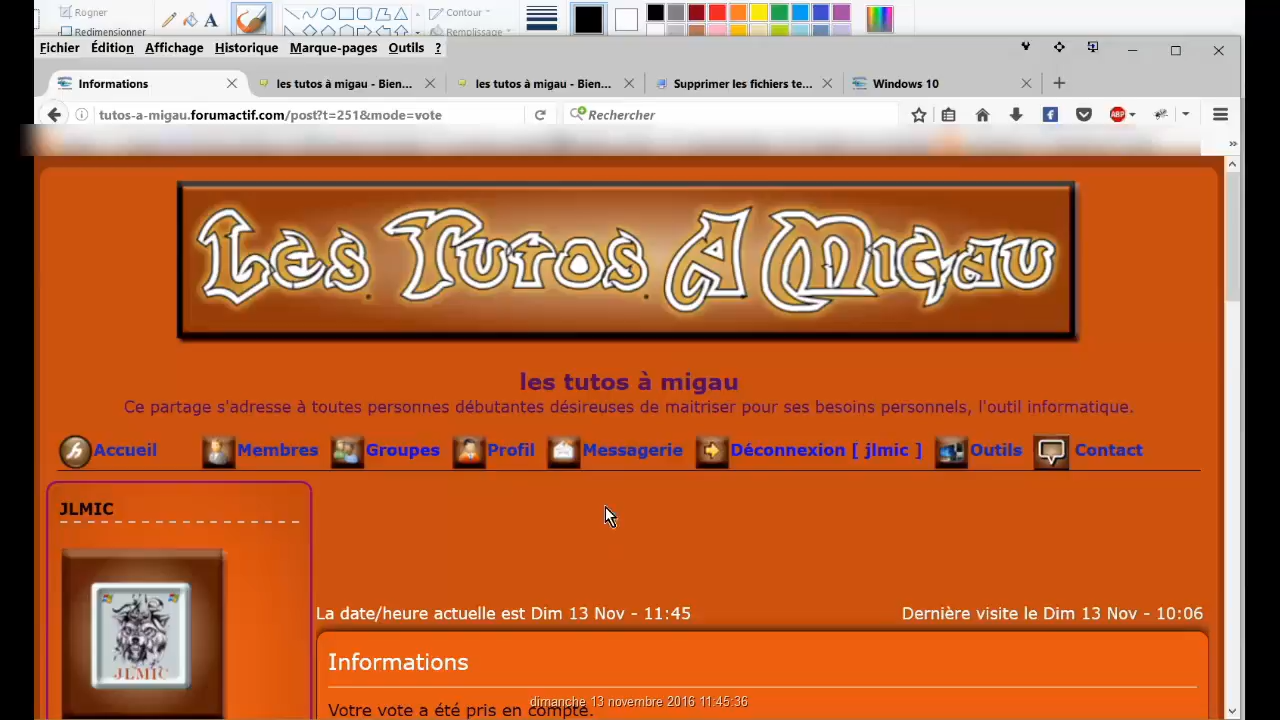 Rogner
Redimensionner
A
Contour
Remplissage
Fichier Édition Affichage Historique Marque-pages Outils ?
Informations
les tutos à migau - Bien...
les tutos à migau - Bien...
Supprimer les fichiers te...
Windows 10
tutos-a-migau.forumactif.com/post?t=251&mode=vote
Rechercher
ABP
Les Tutos A Migau
les tutos à migau
Ce partage s'adresse à toutes personnes débutantes désireuses de maitriser pour ses besoins personnels, l'outil informatique.
Accueil Membres Groupes Profil Messagerie Déconnexion [ jlmic ] Outils Contact
JLMIC
JLMIC
La date/heure actuelle est Dim 13 Nov - 11:45
Dernière visite le Dim 13 Nov - 10:06
Informations
Votre vote a été pris en compte.
dimanche 13 novembre 2016 11:45:36